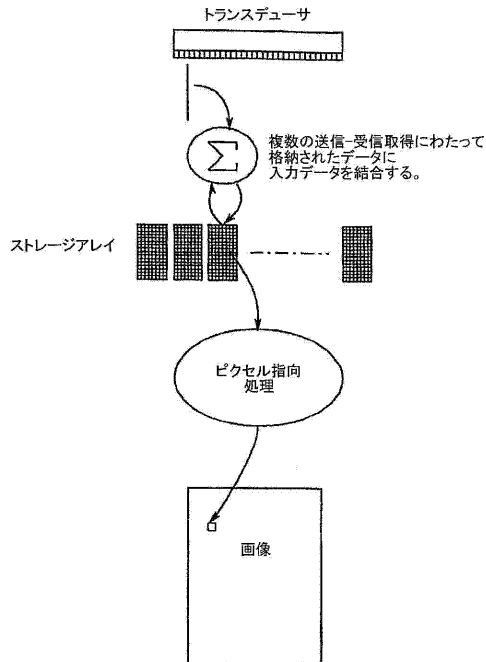 トランスデューサ
Σ
複数の送信-受信取得にわたって
格納されたデータに
入力データを結合する。
ストレージアレイ
ピクセル指向
処理
画像